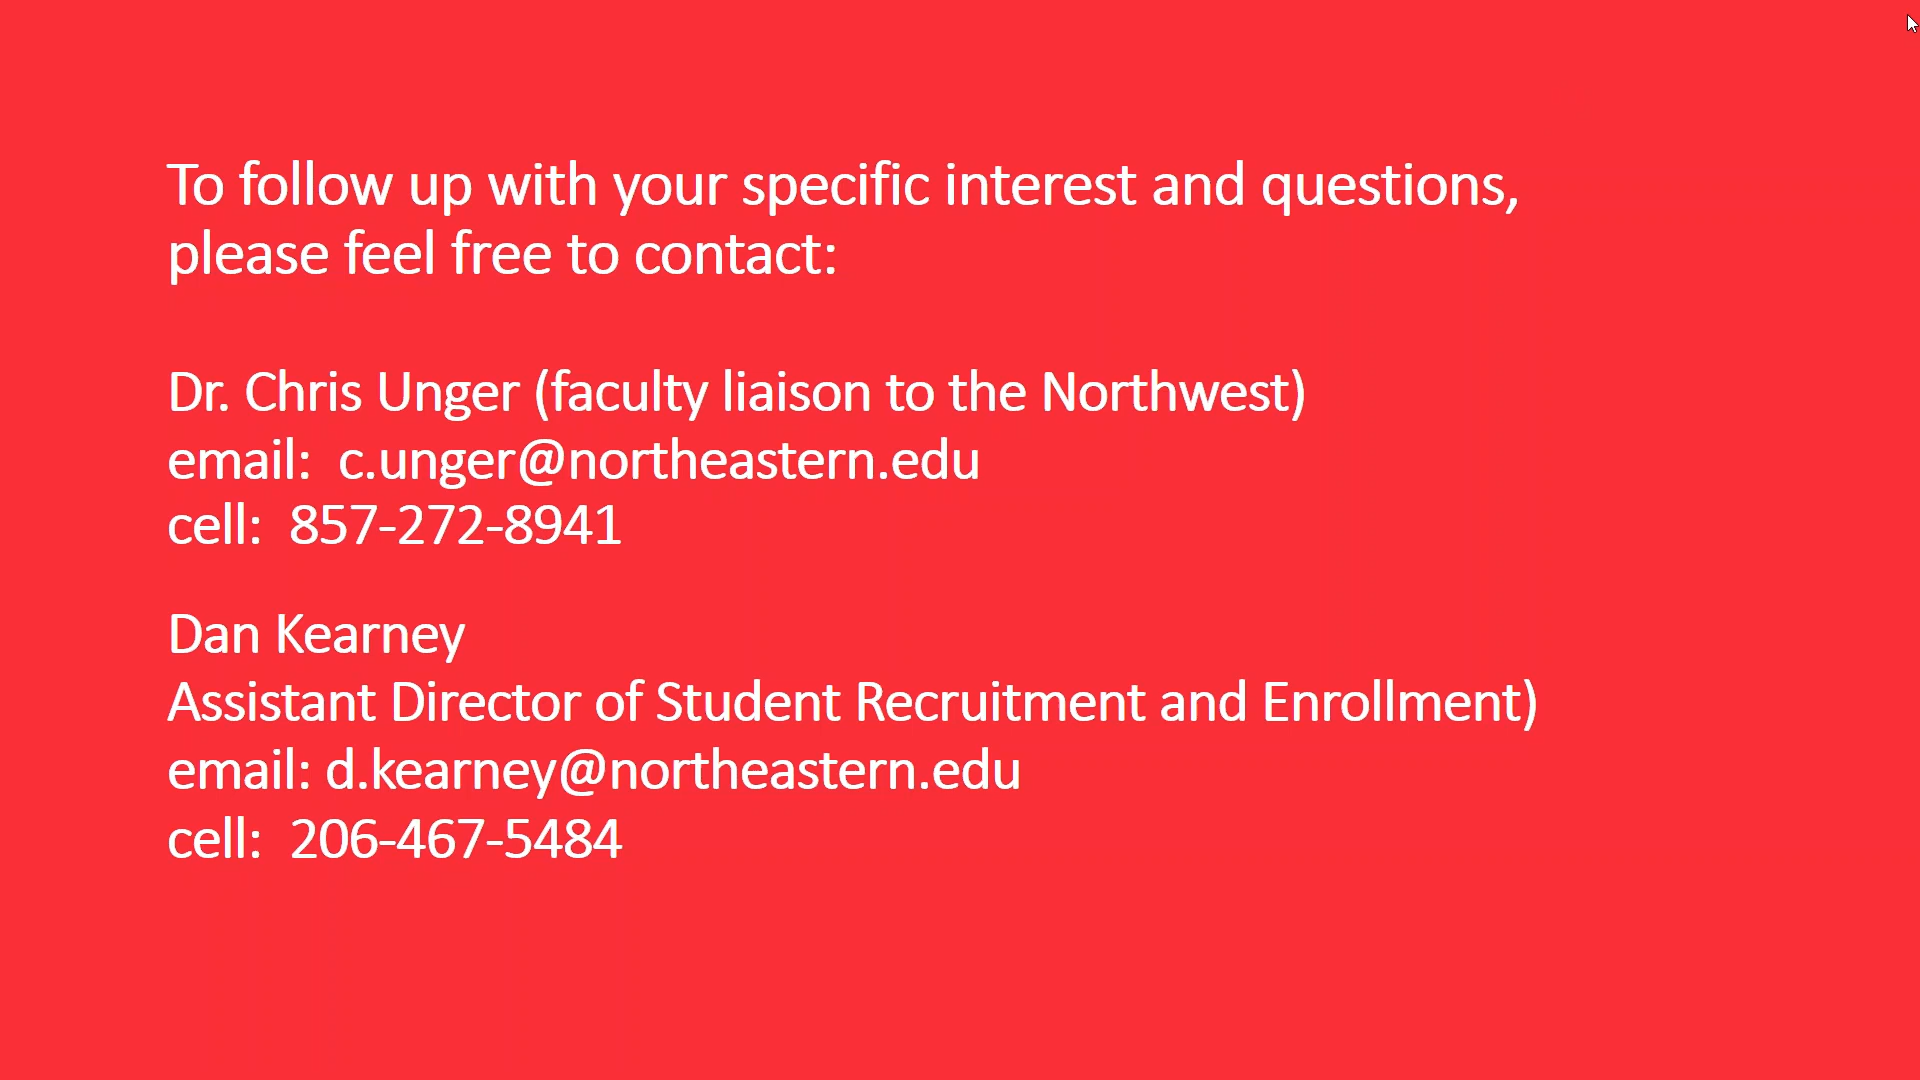 To follow up with your specific interest and questions,
please feel free to contact:
Dr. Chris Unger (faculty liaison to the Northwest)
email:  c.unger@northeastern.edu
cell:  857-272-8941
Dan Kearney
Assistant Director of Student Recruitment and Enrollment)
email: d.kearney@northeastern.edu
cell:  206-467-5484